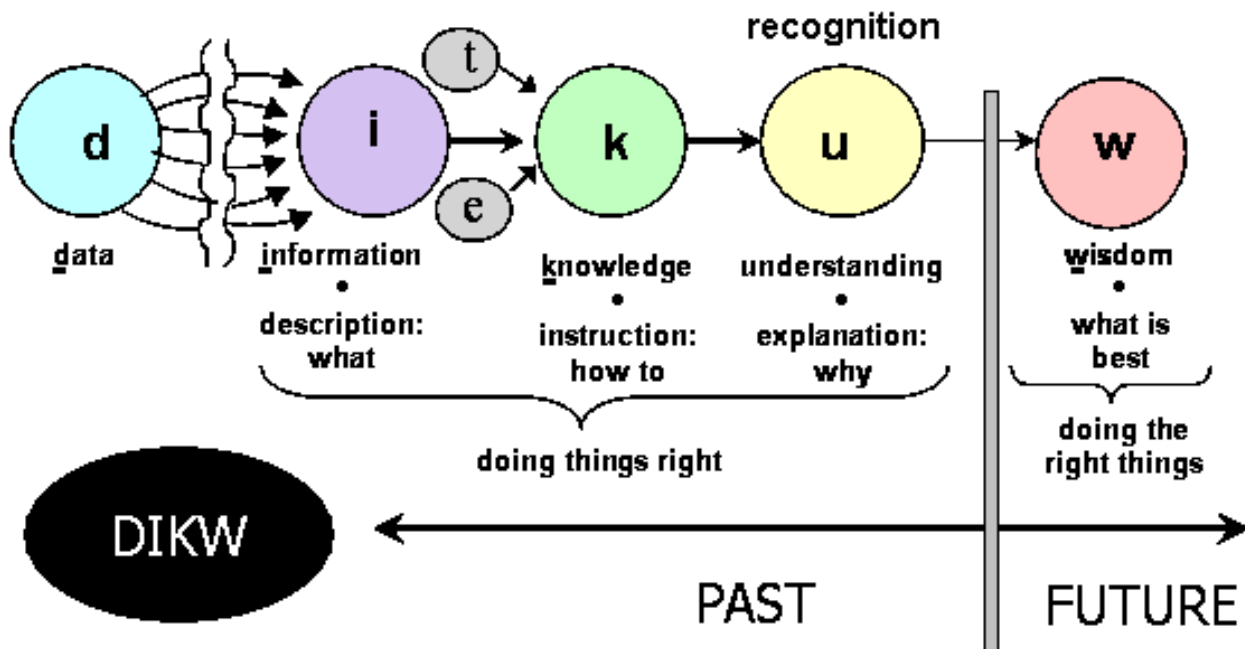 recognition
t
d
i
k
u
w
e
data
information
knowledge
understanding
wisdom
description:
what
instruction:
how to
explanation:
why
what is
best
doing things right
doing the
right things
DIKW
PAST
FUTURE